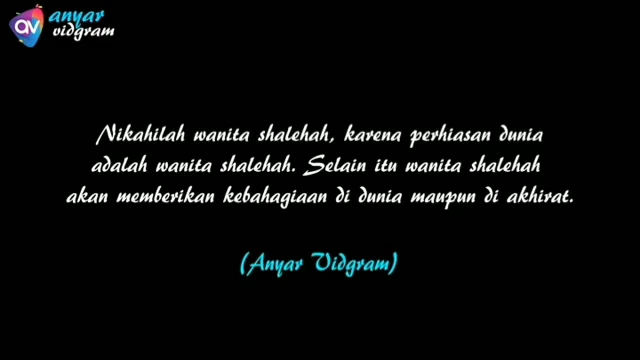 AV
anyar
vidgram
Nikahilah wanita shalehah, karena perhiasan dunia
adalah wanita shalehah. Selain itu wanita shalehah
akan memberikan kebahagiaan di dunia maupun di akhirat.
(Anyar Vidgram)